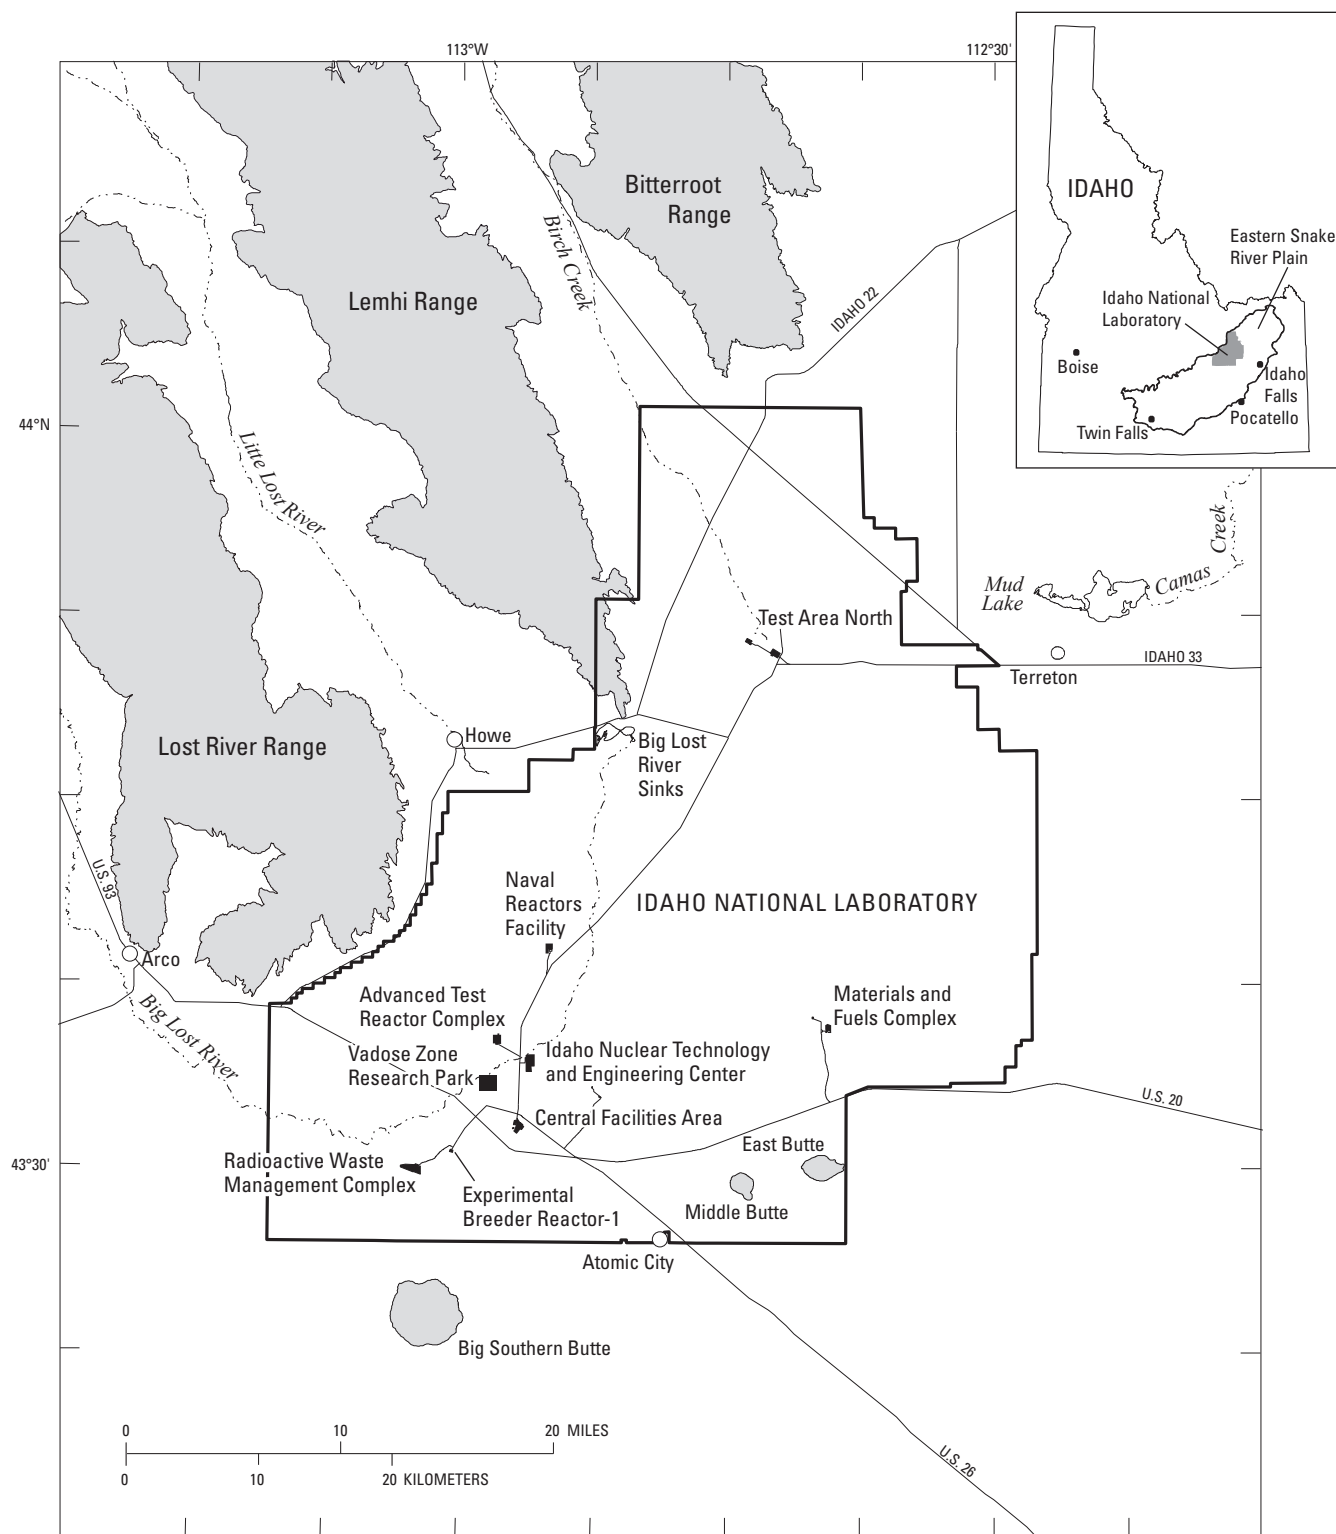 113°W
112°30'
IDAHO
Eastern Snake
River Plain
Idaho National
Laboratory
Boise
Idaho
Falls
Pocatello
Twin Falls
Bitterroot
Range
Birch Creek
Lemhi Range
IDAHO 22
44°N
Litte Lost River
Mud
Lake
Camas
Creek
Test Area North
IDAHO 33
Terreton
Howe
Lost River Range
Big Lost
River
Sinks
U.S. 93
Naval
Reactors
Facility
IDAHO NATIONAL LABORATORY
Arco
Big Lost River
Advanced Test
Reactor Complex
Materials and
Fuels Complex
Vadose Zone
Research Park
Idaho Nuclear Technology
and Engineering Center
U.S. 20
Central Facilities Area
East Butte
43°30'
Radioactive Waste
Management Complex
Experimental
Breeder Reactor-1
Middle Butte
Atomic City
Big Southern Butte
0 10 20 MILES
0 10 20 KILOMETERS
U.S. 26